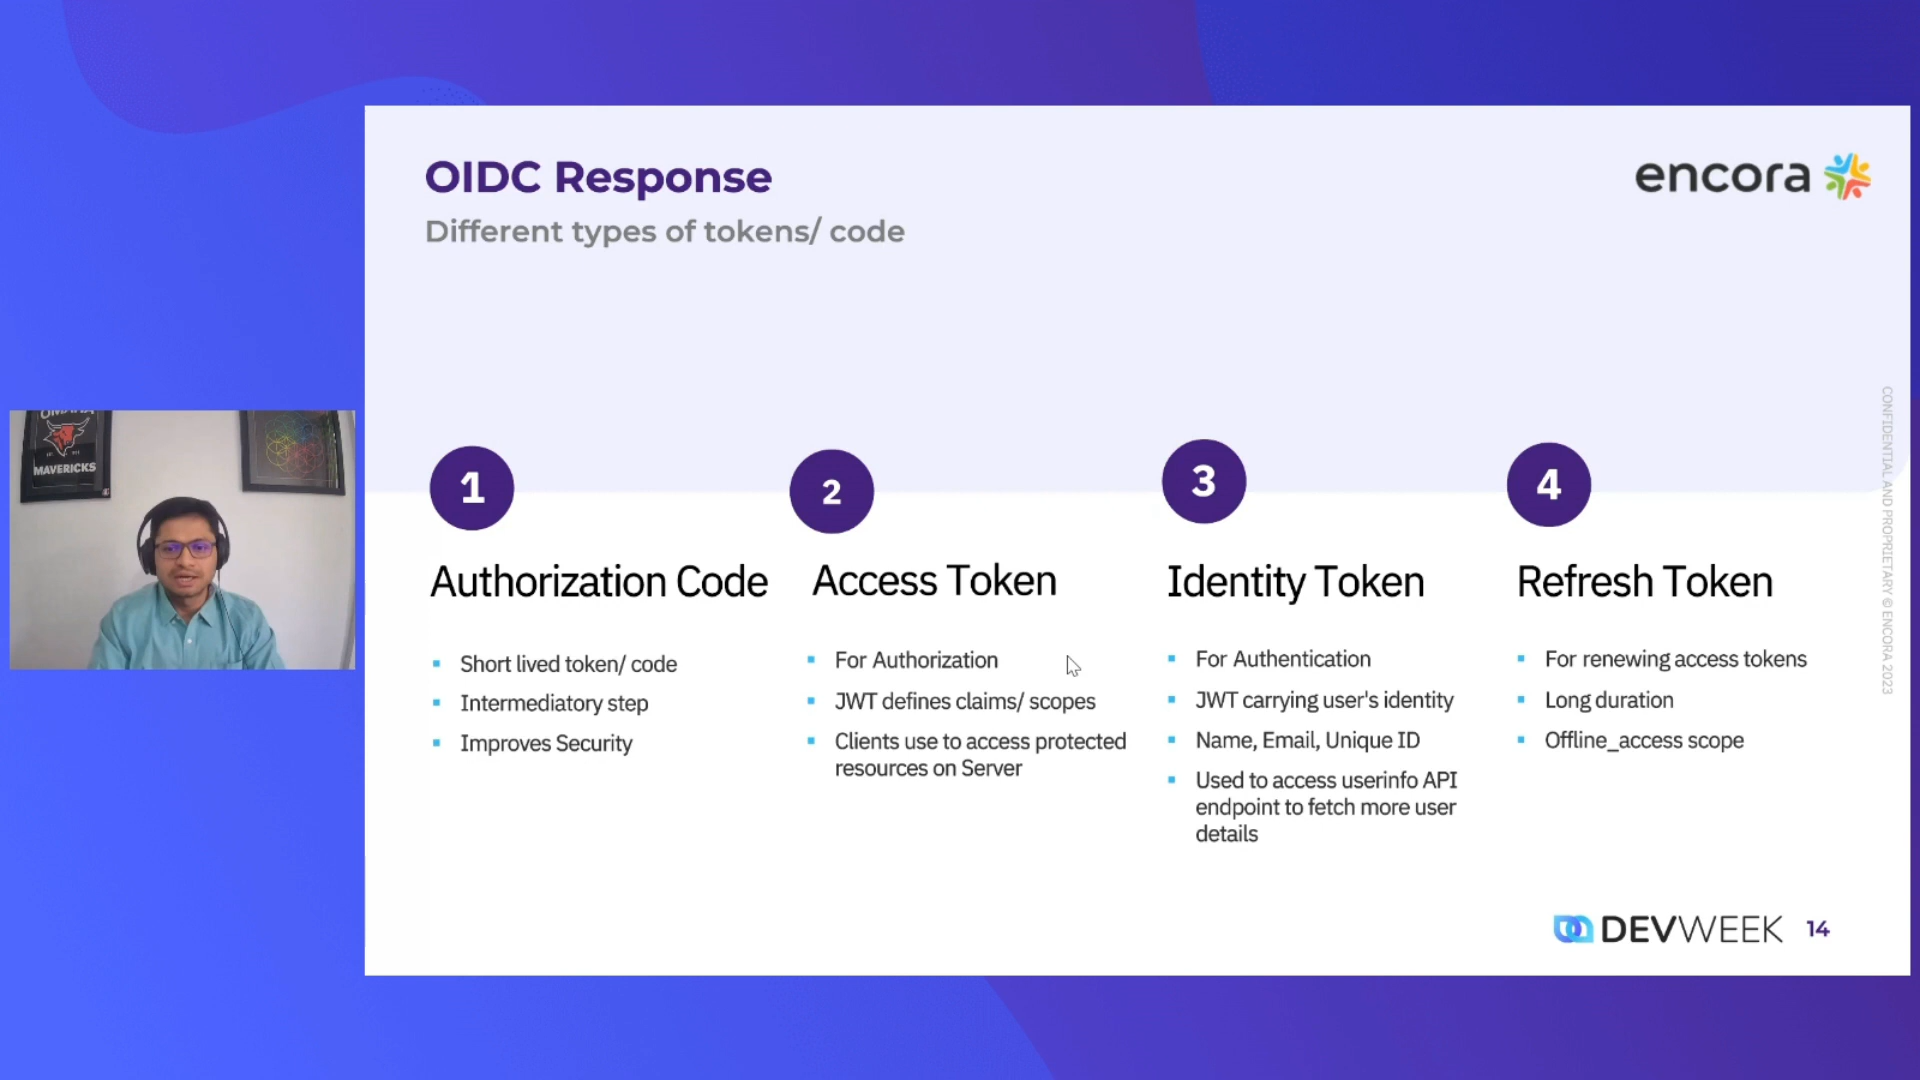 OIDC Response
Different types of tokens/ code
encora
OMAHA
MAVERICKS
1
Authorization Code
Short lived token/ code
Intermediatory step
Improves Security
2
Access Token
For Authorization
JWT defines claims/ scopes
Clients use to access protected
resources on Server
3
Identity Token
For Authentication
JWT carrying user's identity
Name, Email, Unique ID
Used to access userinfo API
endpoint to fetch more user
details
4
Refresh Token
For renewing access tokens
Long duration
Offline_access scope
CONFIDENTIAL AND PROPRIETARY © ENCORA 2023
DEVWEEK 14